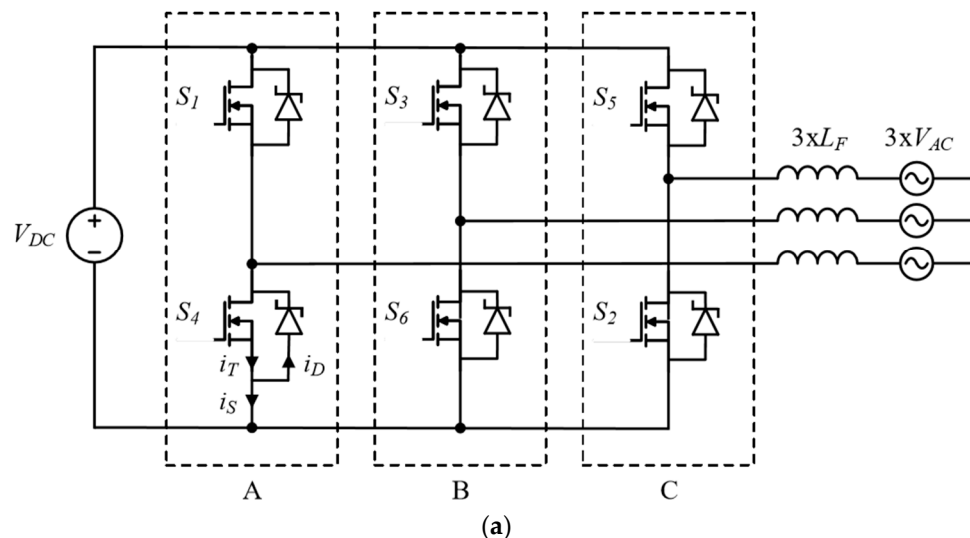 S1 S3 S5
3xLF 3xVAC
+
VDC
−
S4 S6 S2
iT iD
iS
A B C
(a)